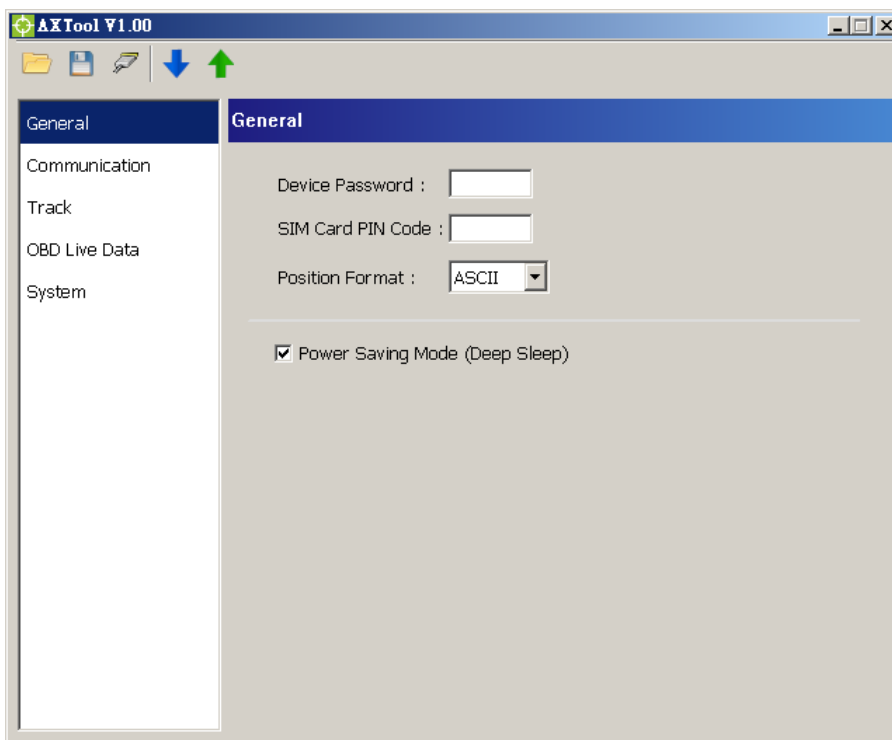 AXTool V1.00
General
Communication
Track
OBD Live Data
System
General
Device Password :
SIM Card PIN Code :
Position Format : ASCII
Power Saving Mode (Deep Sleep)